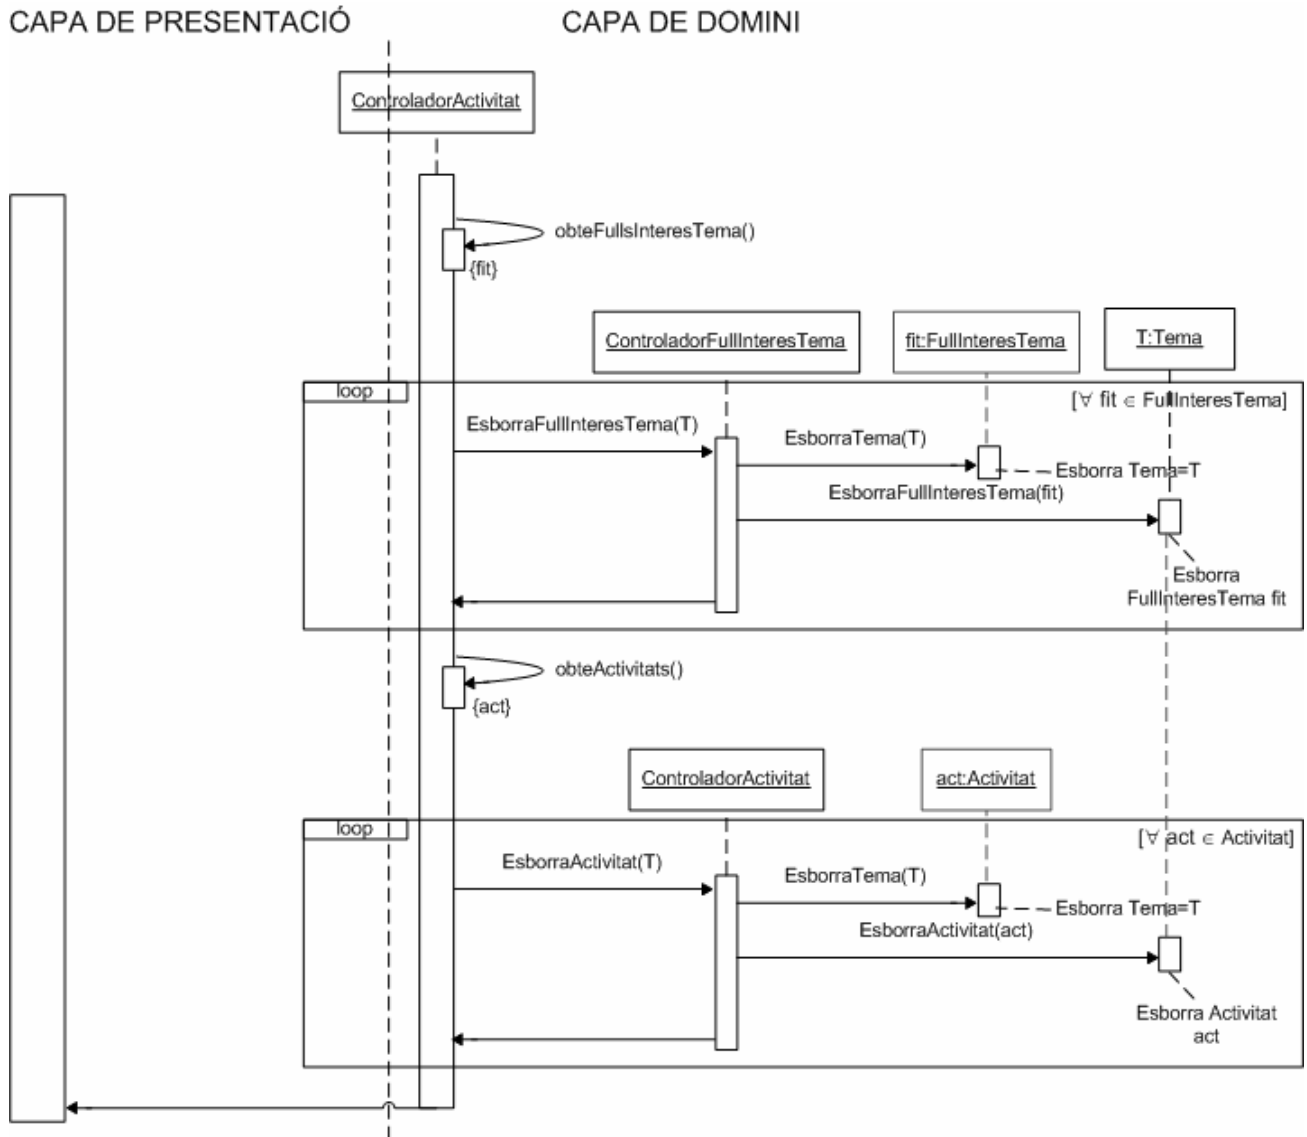 CAPA DE PRESENTACIÓ
CAPA DE DOMINI
ControladorActivitat
obteFullsInteresTema()
{fit}
ControladorFullInteresTema
fit:FullInteresTema
T:Tema
loop
[∀ fit ∈ FullInteresTema]
EsborraFullInteresTema(T)
EsborraTema(T)
Esborra Tema=T
EsborraFullInteresTema(fit)
Esborra
FullInteresTema fit
obteActivitats()
{act}
ControladorActivitat
act:Activitat
loop
[∀ act ∈ Activitat]
EsborraActivitat(T)
EsborraTema(T)
Esborra Tema=T
EsborraActivitat(act)
Esborra Activitat
act